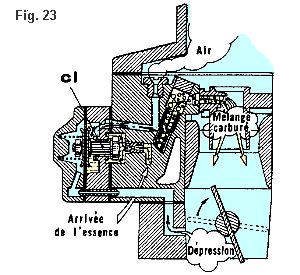 Fig. 23
Air
cl
Mélange
carburé
Arrivée
de l'essence
Dépression